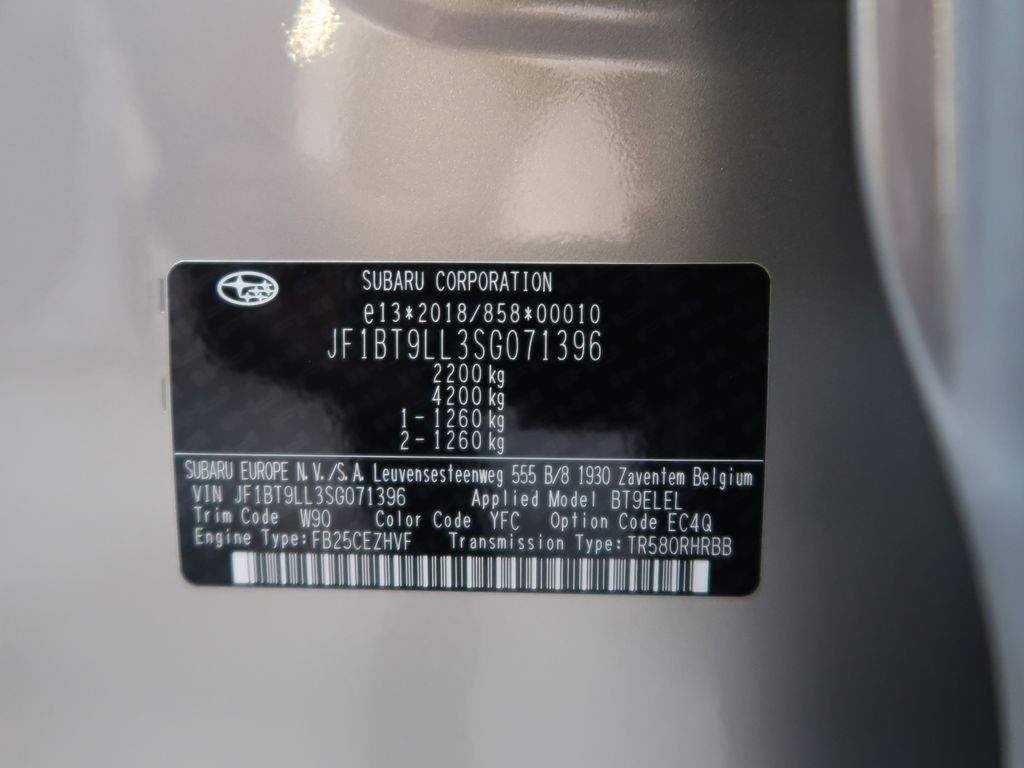 SUBARU CORPORATION
e13*2018/858*00010
JF1BT9LL3SG071396
2200 kg
4200 kg
1 - 1260 kg
2 - 1260 kg
SUBARU EUROPE N.V./S.A. Leuvensesteenweg 555 B/8 1930 Zaventem Belgium
VIN JF1BT9LL3SG071396 Applied Model BT9ELEL
Trim Code W90 Color Code YFC Option Code EC4Q
Engine Type:FB25CEZHVF Transmission Type:TR580RHRBB